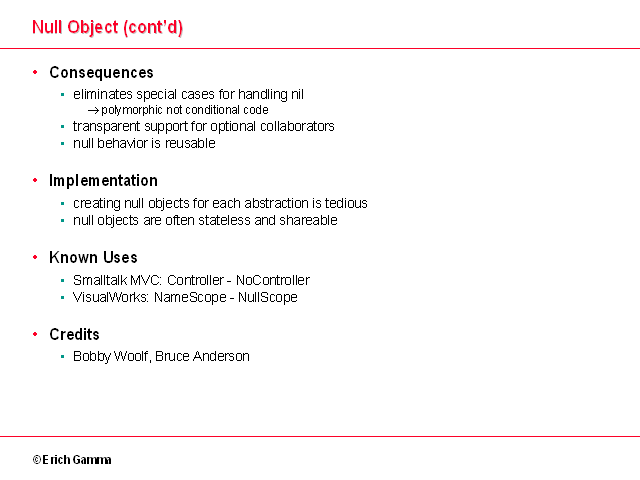 Null Object (cont'd)
• Consequences
• eliminates special cases for handling nil
→ polymorphic not conditional code
• transparent support for optional collaborators
• null behavior is reusable
• Implementation
• creating null objects for each abstraction is tedious
• null objects are often stateless and shareable
• Known Uses
• Smalltalk MVC: Controller - NoController
• VisualWorks: NameScope - NullScope
• Credits
• Bobby Woolf, Bruce Anderson
© Erich Gamma